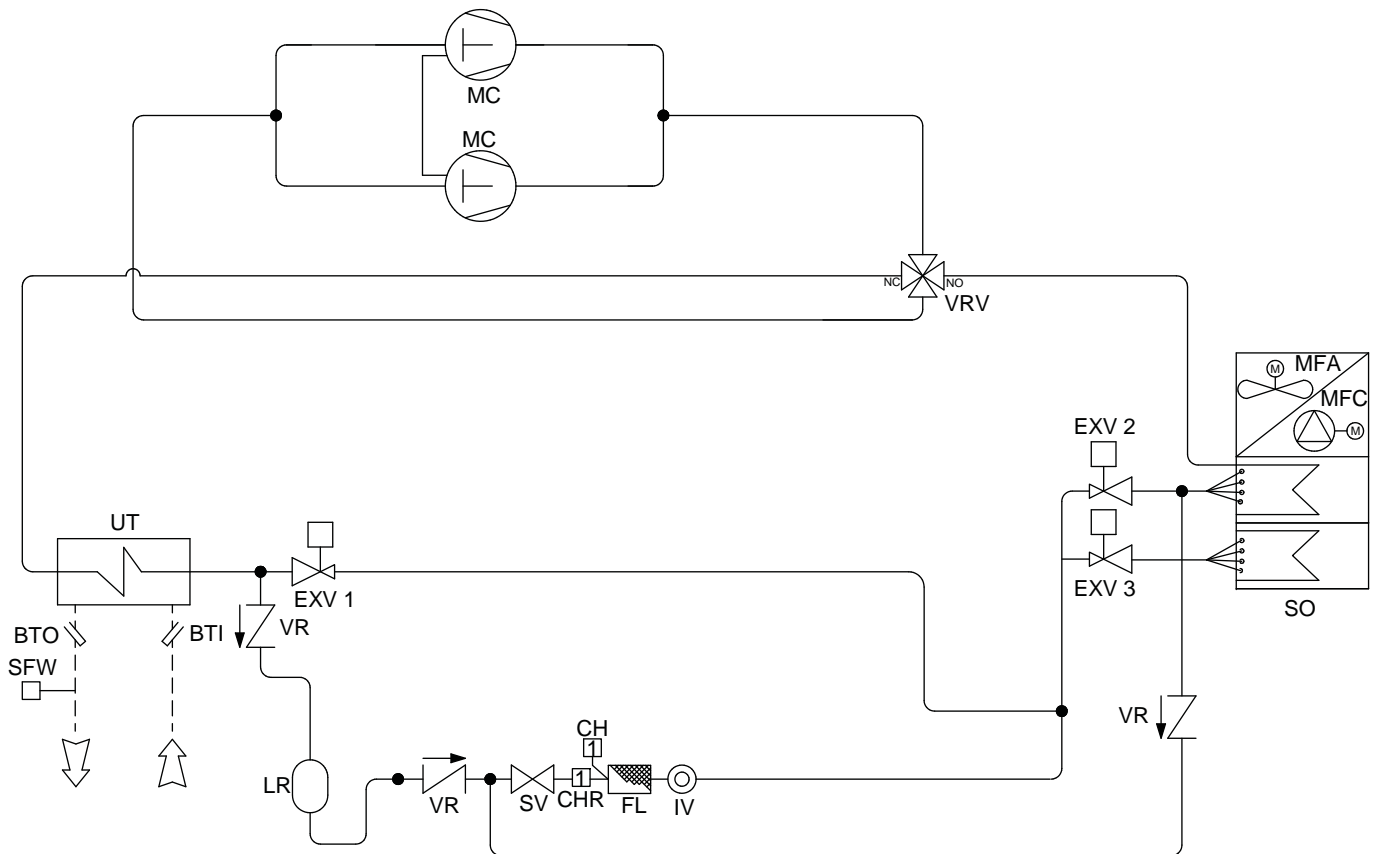 MC
MC
NC
NO
VRV
MFA
M
MFC
M
EXV 2
UT
EXV 1
EXV 3
SO
BTO
BTI
VR
SFW
VR
CH
1
1
LR
VR
SV
CHR
FL
IV